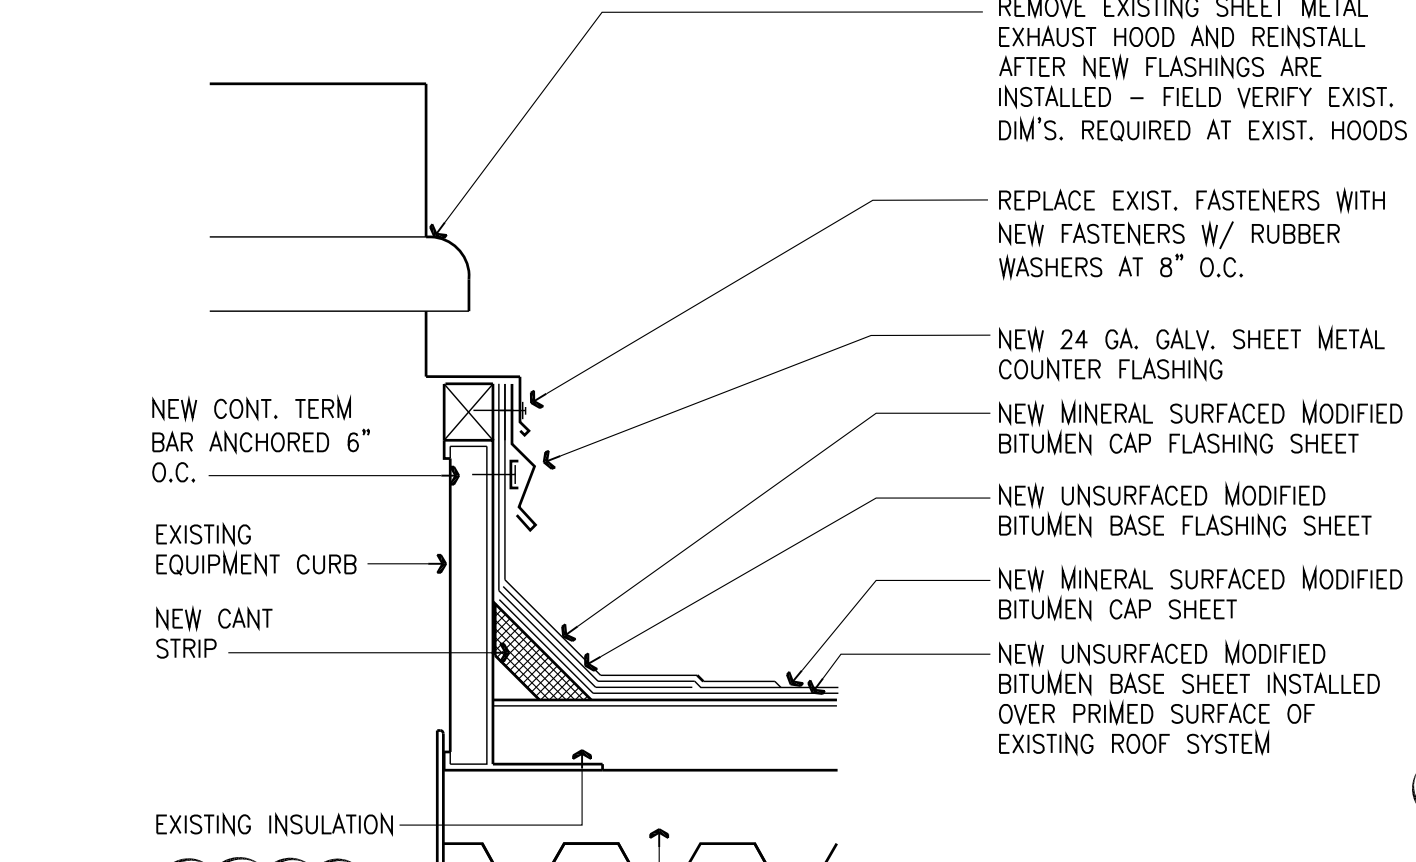 REMOVE EXISTING SHEET METAL
EXHAUST HOOD AND REINSTALL
AFTER NEW FLASHINGS ARE
INSTALLED – FIELD VERIFY EXIST.
DIM'S. REQUIRED AT EXIST. HOODS
REPLACE EXIST. FASTENERS WITH
NEW FASTENERS W/ RUBBER
WASHERS AT 8" O.C.
NEW 24 GA. GALV. SHEET METAL
COUNTER FLASHING
NEW MINERAL SURFACED MODIFIED
BITUMEN CAP FLASHING SHEET
NEW UNSURFACED MODIFIED
BITUMEN BASE FLASHING SHEET
NEW MINERAL SURFACED MODIFIED
BITUMEN CAP SHEET
NEW UNSURFACED MODIFIED
BITUMEN BASE SHEET INSTALLED
OVER PRIMED SURFACE OF
EXISTING ROOF SYSTEM
NEW CONT. TERM
BAR ANCHORED 6"
O.C.
EXISTING
EQUIPMENT CURB
NEW CANT
STRIP
EXISTING INSULATION